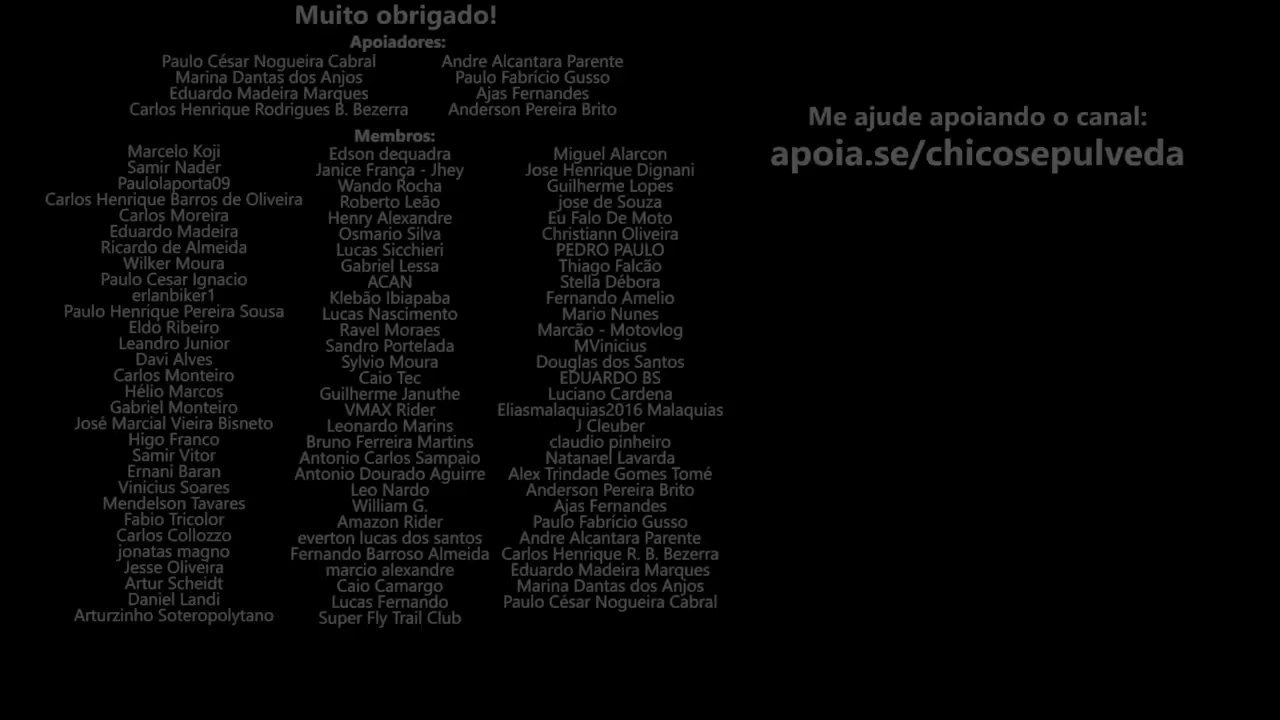 Muito obrigado!
Apoiadores:
Paulo César Nogueira Cabral
Marina Dantas dos Anjos
Eduardo Madeira Marques
Carlos Henrique Rodrigues B. Bezerra
Andre Alcantara Parente
Paulo Fabrício Gusso
Ajas Fernandes
Anderson Pereira Brito
Membros:
Marcelo Koji
Samir Nader
Paulolaporta09
Carlos Henrique Barros de Oliveira
Carlos Moreira
Eduardo Madeira
Ricardo de Almeida
Wilker Moura
Paulo Cesar Ignacio
erlanbiker1
Paulo Henrique Pereira Sousa
Eldo Ribeiro
Leandro Junior
Davi Alves
Carlos Monteiro
Hélio Marcos
Gabriel Monteiro
José Marcial Vieira Bisneto
Higo Franco
Samir Vitor
Ernani Baran
Vinicius Soares
Mendelson Tavares
Fabio Tricolor
Carlos Collozzo
jonatas magno
Jesse Oliveira
Artur Scheidt
Daniel Landi
Arturzinho Soteropolytano
Edson dequadra
Janice França - Jhey
Wando Rocha
Roberto Leão
Henry Alexandre
Osmario Silva
Lucas Sicchieri
Gabriel Lessa
ACAN
Klebão Ibiapaba
Lucas Nascimento
Ravel Moraes
Sandro Portelada
Sylvio Moura
Caio Tec
Guilherme Januthe
VMAX Rider
Leonardo Marins
Bruno Ferreira Martins
Antonio Carlos Sampaio
Antonio Dourado Aguirre
Leo Nardo
William G.
Amazon Rider
everton lucas dos santos
Fernando Barroso Almeida
marcio alexandre
Caio Camargo
Lucas Fernando
Super Fly Trail Club
Miguel Alarcon
Jose Henrique Dignani
Guilherme Lopes
jose de Souza
Eu Falo De Moto
Christiann Oliveira
PEDRO PAULO
Thiago Falcão
Stella Débora
Fernando Amelio
Mario Nunes
Marcão - Motovlog
MVinicius
Douglas dos Santos
EDUARDO BS
Luciano Cardena
Eliasmalaquias2016 Malaquias
J Cleuber
claudio pinheiro
Natanael Lavarda
Alex Trindade Gomes Tomé
Anderson Pereira Brito
Ajas Fernandes
Paulo Fabrício Gusso
Andre Alcantara Parente
Carlos Henrique R. B. Bezerra
Eduardo Madeira Marques
Marina Dantas dos Anjos
Paulo César Nogueira Cabral
Me ajude apoiando o canal:
apoia.se/chicosepulveda